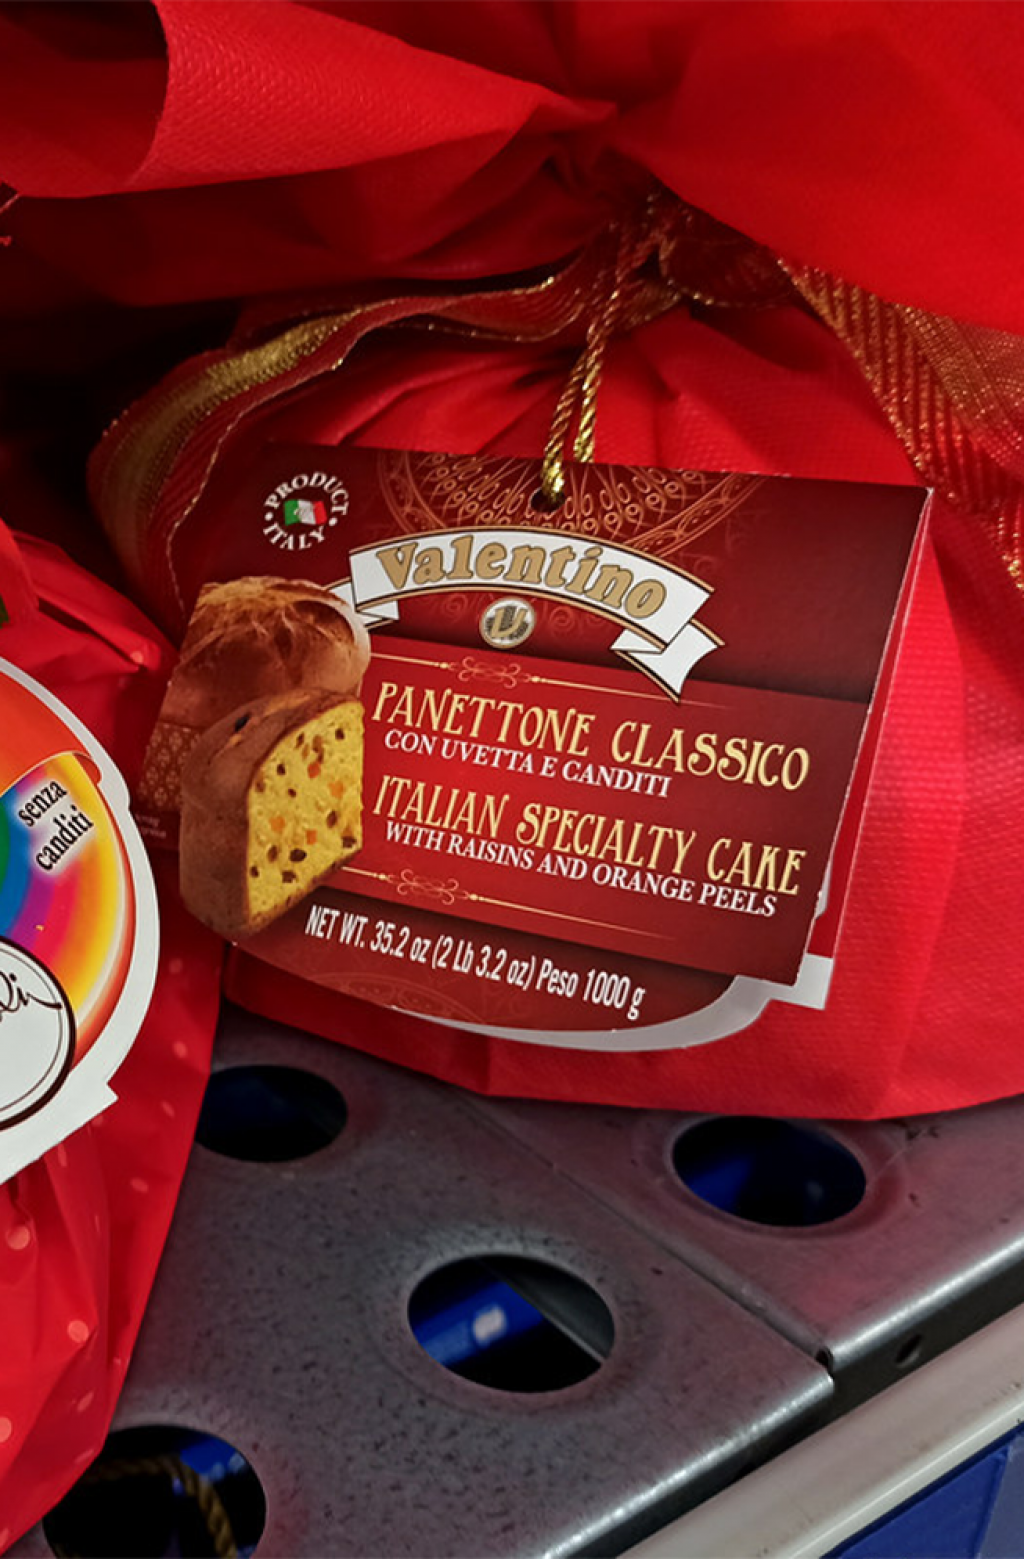 PRODUCT
ITALY
Valentino
V
PANETTONE CLASSICO
CON UVETTA E CANDITI
ITALIAN SPECIALTY CAKE
WITH RAISINS AND ORANGE PEELS
NET WT. 35.2 oz (2 Lb 3.2 oz) Peso 1000 g
senza
canditi